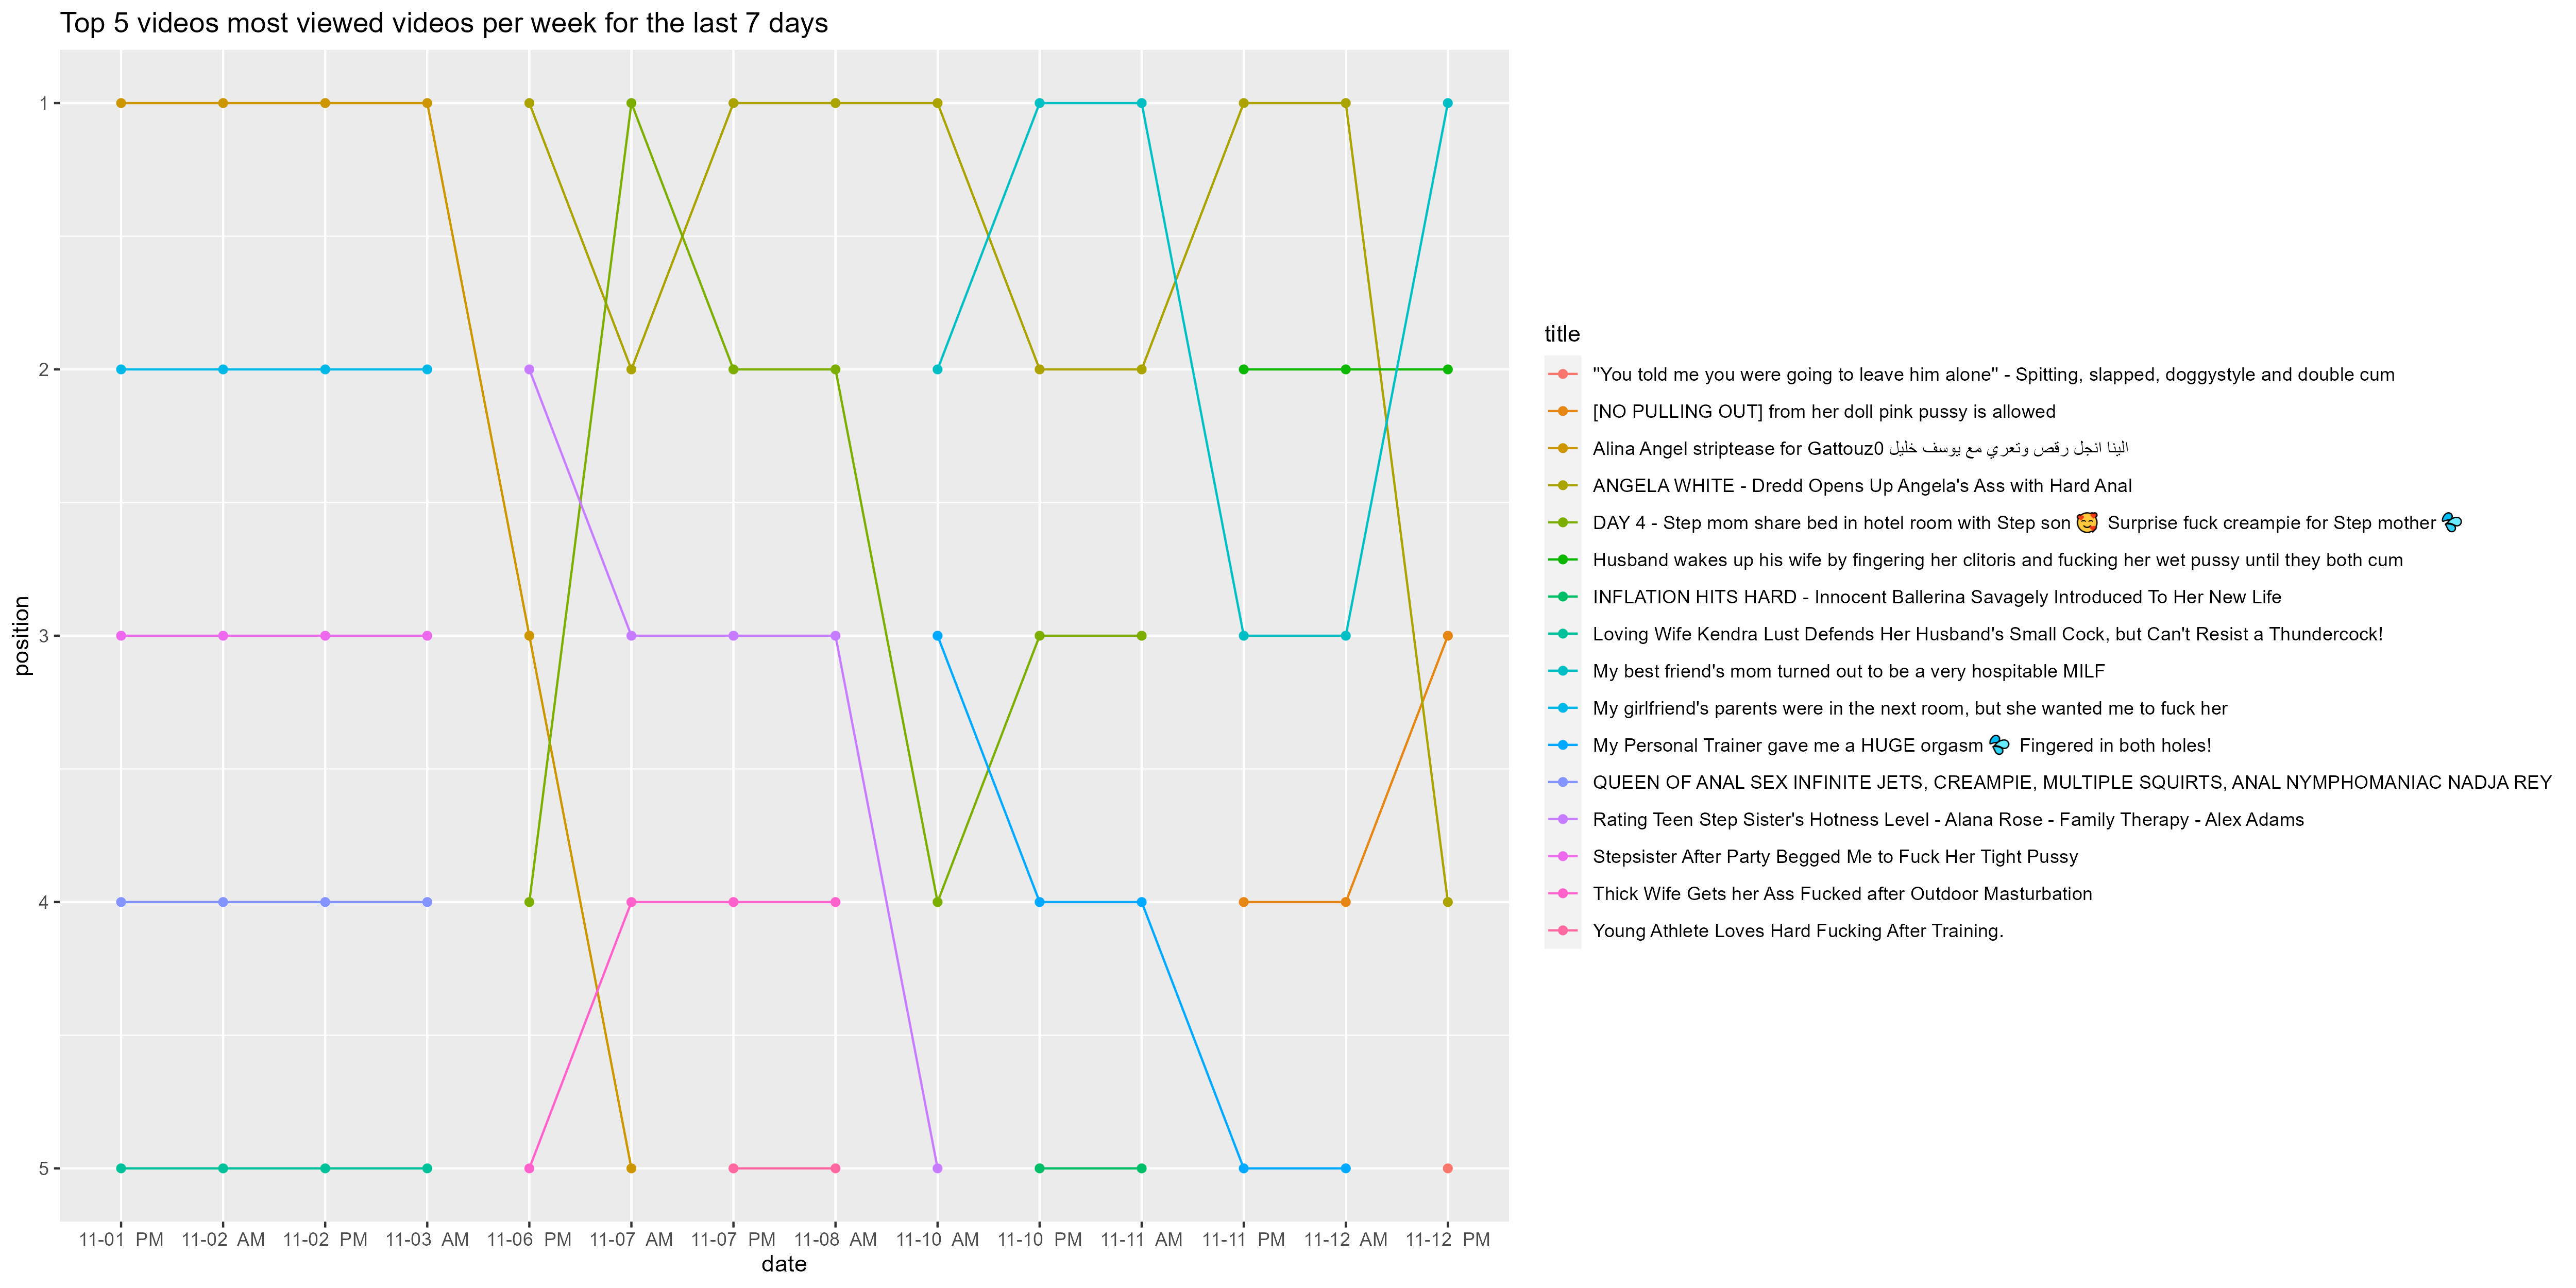 Top 5 videos most viewed videos per week for the last 7 days
position
1
2
3
4
5
11-01 PM 11-02 AM 11-02 PM 11-03 AM 11-06 PM 11-07 AM 11-07 PM 11-08 AM 11-10 AM 11-10 PM 11-11 AM 11-11 PM 11-12 AM 11-12 PM
date
title
"You told me you were going to leave him alone" - Spitting, slapped, doggystyle and double cum
[NO PULLING OUT] from her doll pink pussy is allowed
Alina Angel striptease for Gattouz0 الينا انجل رقص وتعري مع يوسف خليل
ANGELA WHITE - Dredd Opens Up Angela's Ass with Hard Anal
DAY 4 - Step mom share bed in hotel room with Step son 🥰 Surprise fuck creampie for Step mother 💦
Husband wakes up his wife by fingering her clitoris and fucking her wet pussy until they both cum
INFLATION HITS HARD - Innocent Ballerina Savagely Introduced To Her New Life
Loving Wife Kendra Lust Defends Her Husband's Small Cock, but Can't Resist a Thundercock!
My best friend's mom turned out to be a very hospitable MILF
My girlfriend's parents were in the next room, but she wanted me to fuck her
My Personal Trainer gave me a HUGE orgasm 💦 Fingered in both holes!
QUEEN OF ANAL SEX INFINITE JETS, CREAMPIE, MULTIPLE SQUIRTS, ANAL NYMPHOMANIAC NADJA REY
Rating Teen Step Sister's Hotness Level - Alana Rose - Family Therapy - Alex Adams
Stepsister After Party Begged Me to Fuck Her Tight Pussy
Thick Wife Gets her Ass Fucked after Outdoor Masturbation
Young Athlete Loves Hard Fucking After Training.